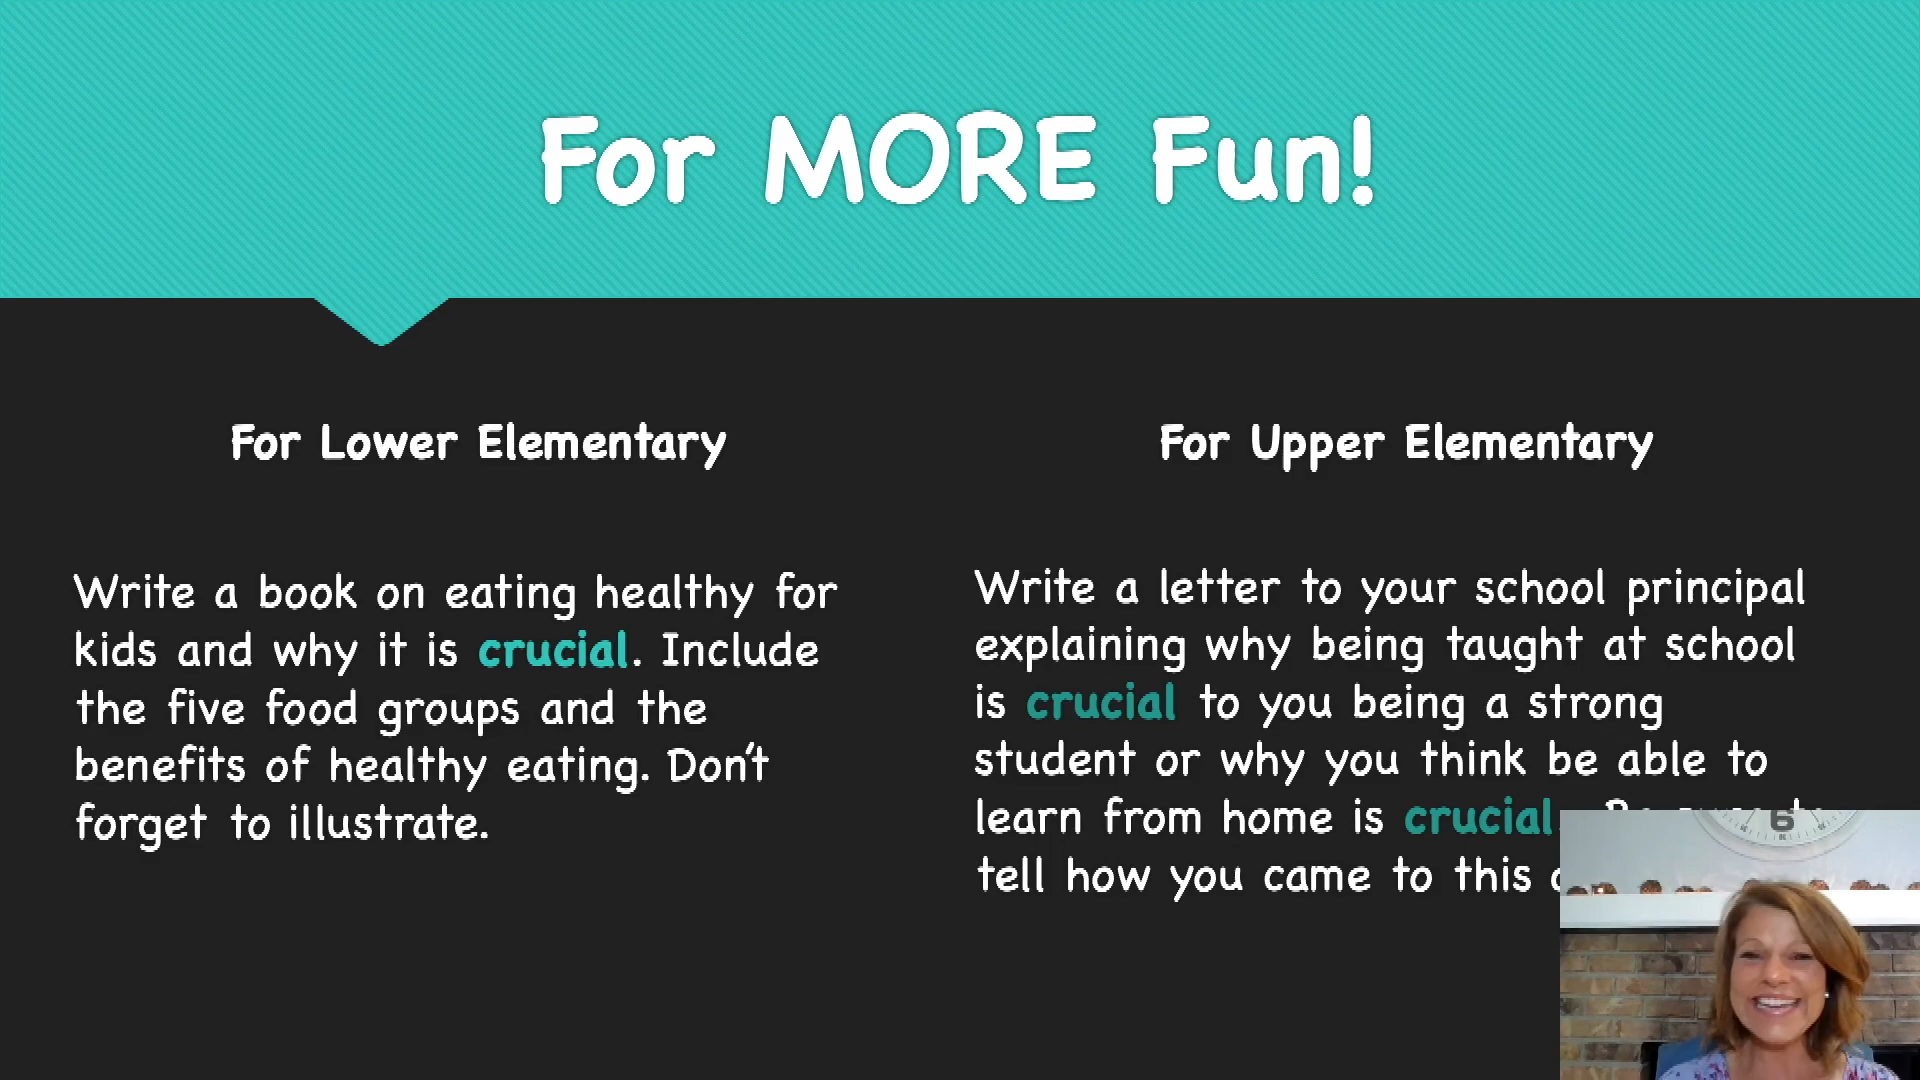 For MORE Fun!
For Lower Elementary
Write a book on eating healthy for
kids and why it is crucial. Include
the five food groups and the
benefits of healthy eating. Don't
forget to illustrate.
For Upper Elementary
Write a letter to your school principal
explaining why being taught at school
is crucial to you being a strong
student or why you think be able to
learn from home is crucial.
tell how you came to this
6